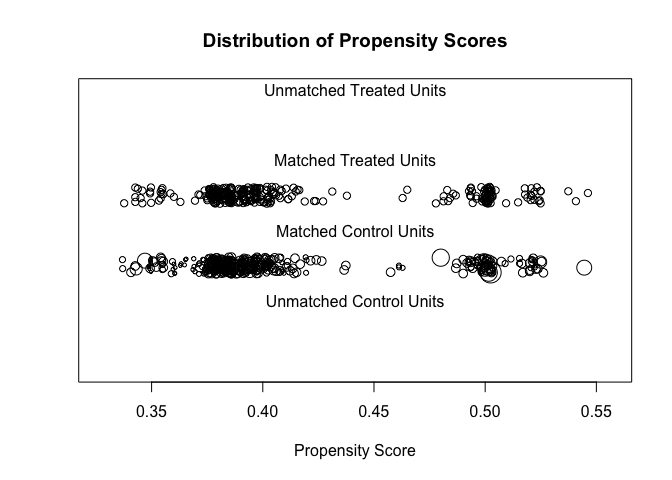 Distribution of Propensity Scores
Unmatched Treated Units
Matched Treated Units
Matched Control Units
Unmatched Control Units
0.35 0.40 0.45 0.50 0.55
Propensity Score